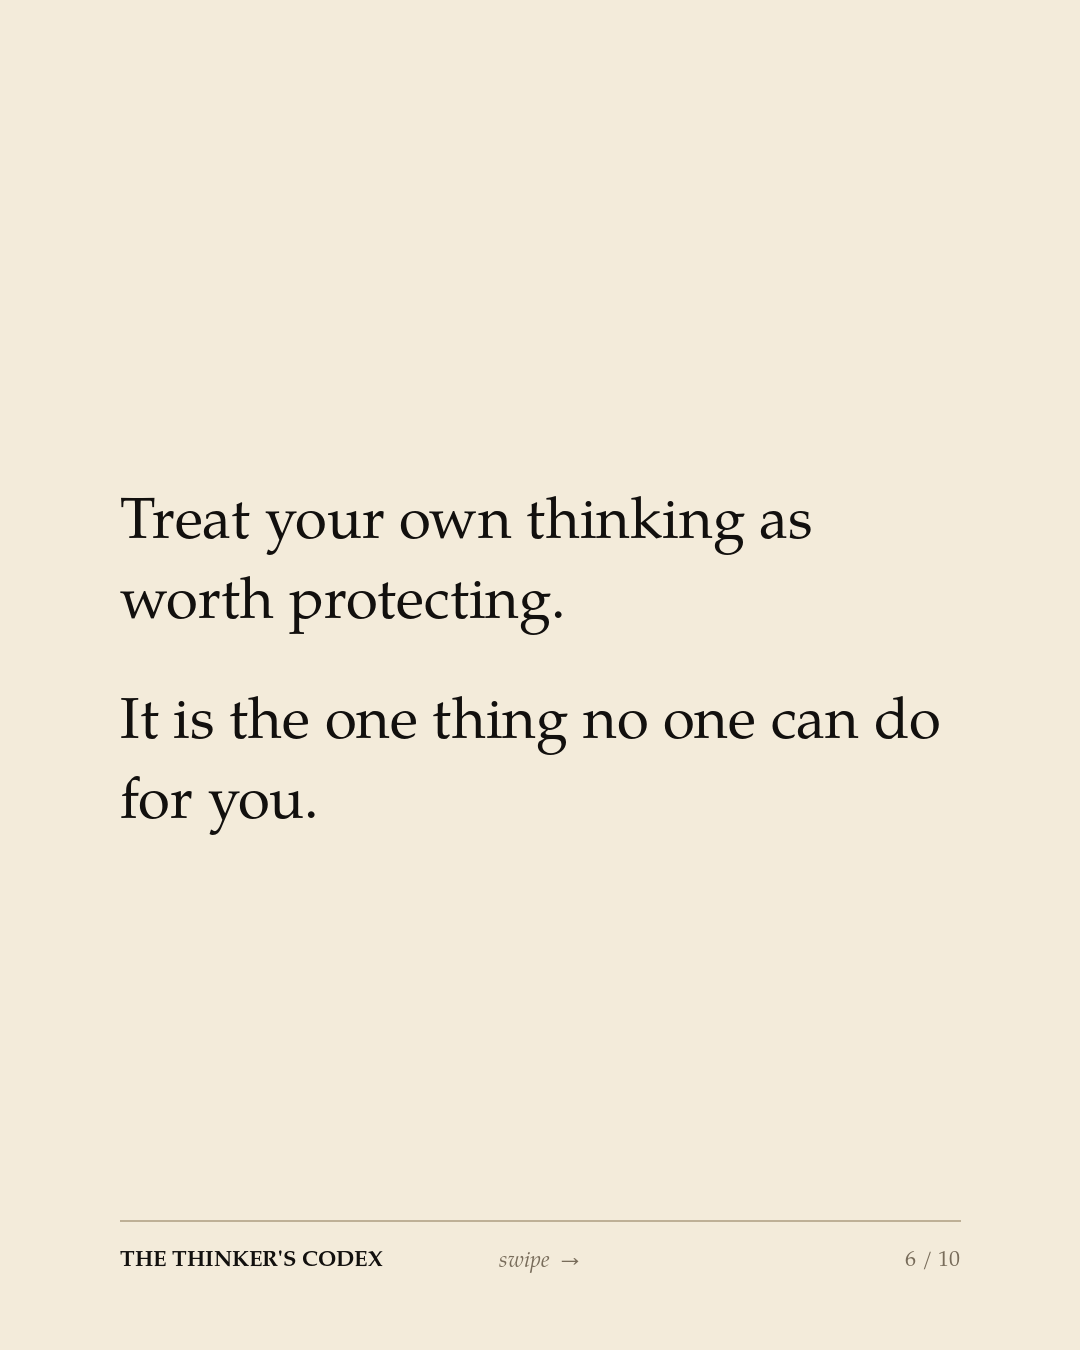 Treat your own thinking as
worth protecting.
It is the one thing no one can do
for you.
THE THINKER'S CODEX
swipe →
6 / 10